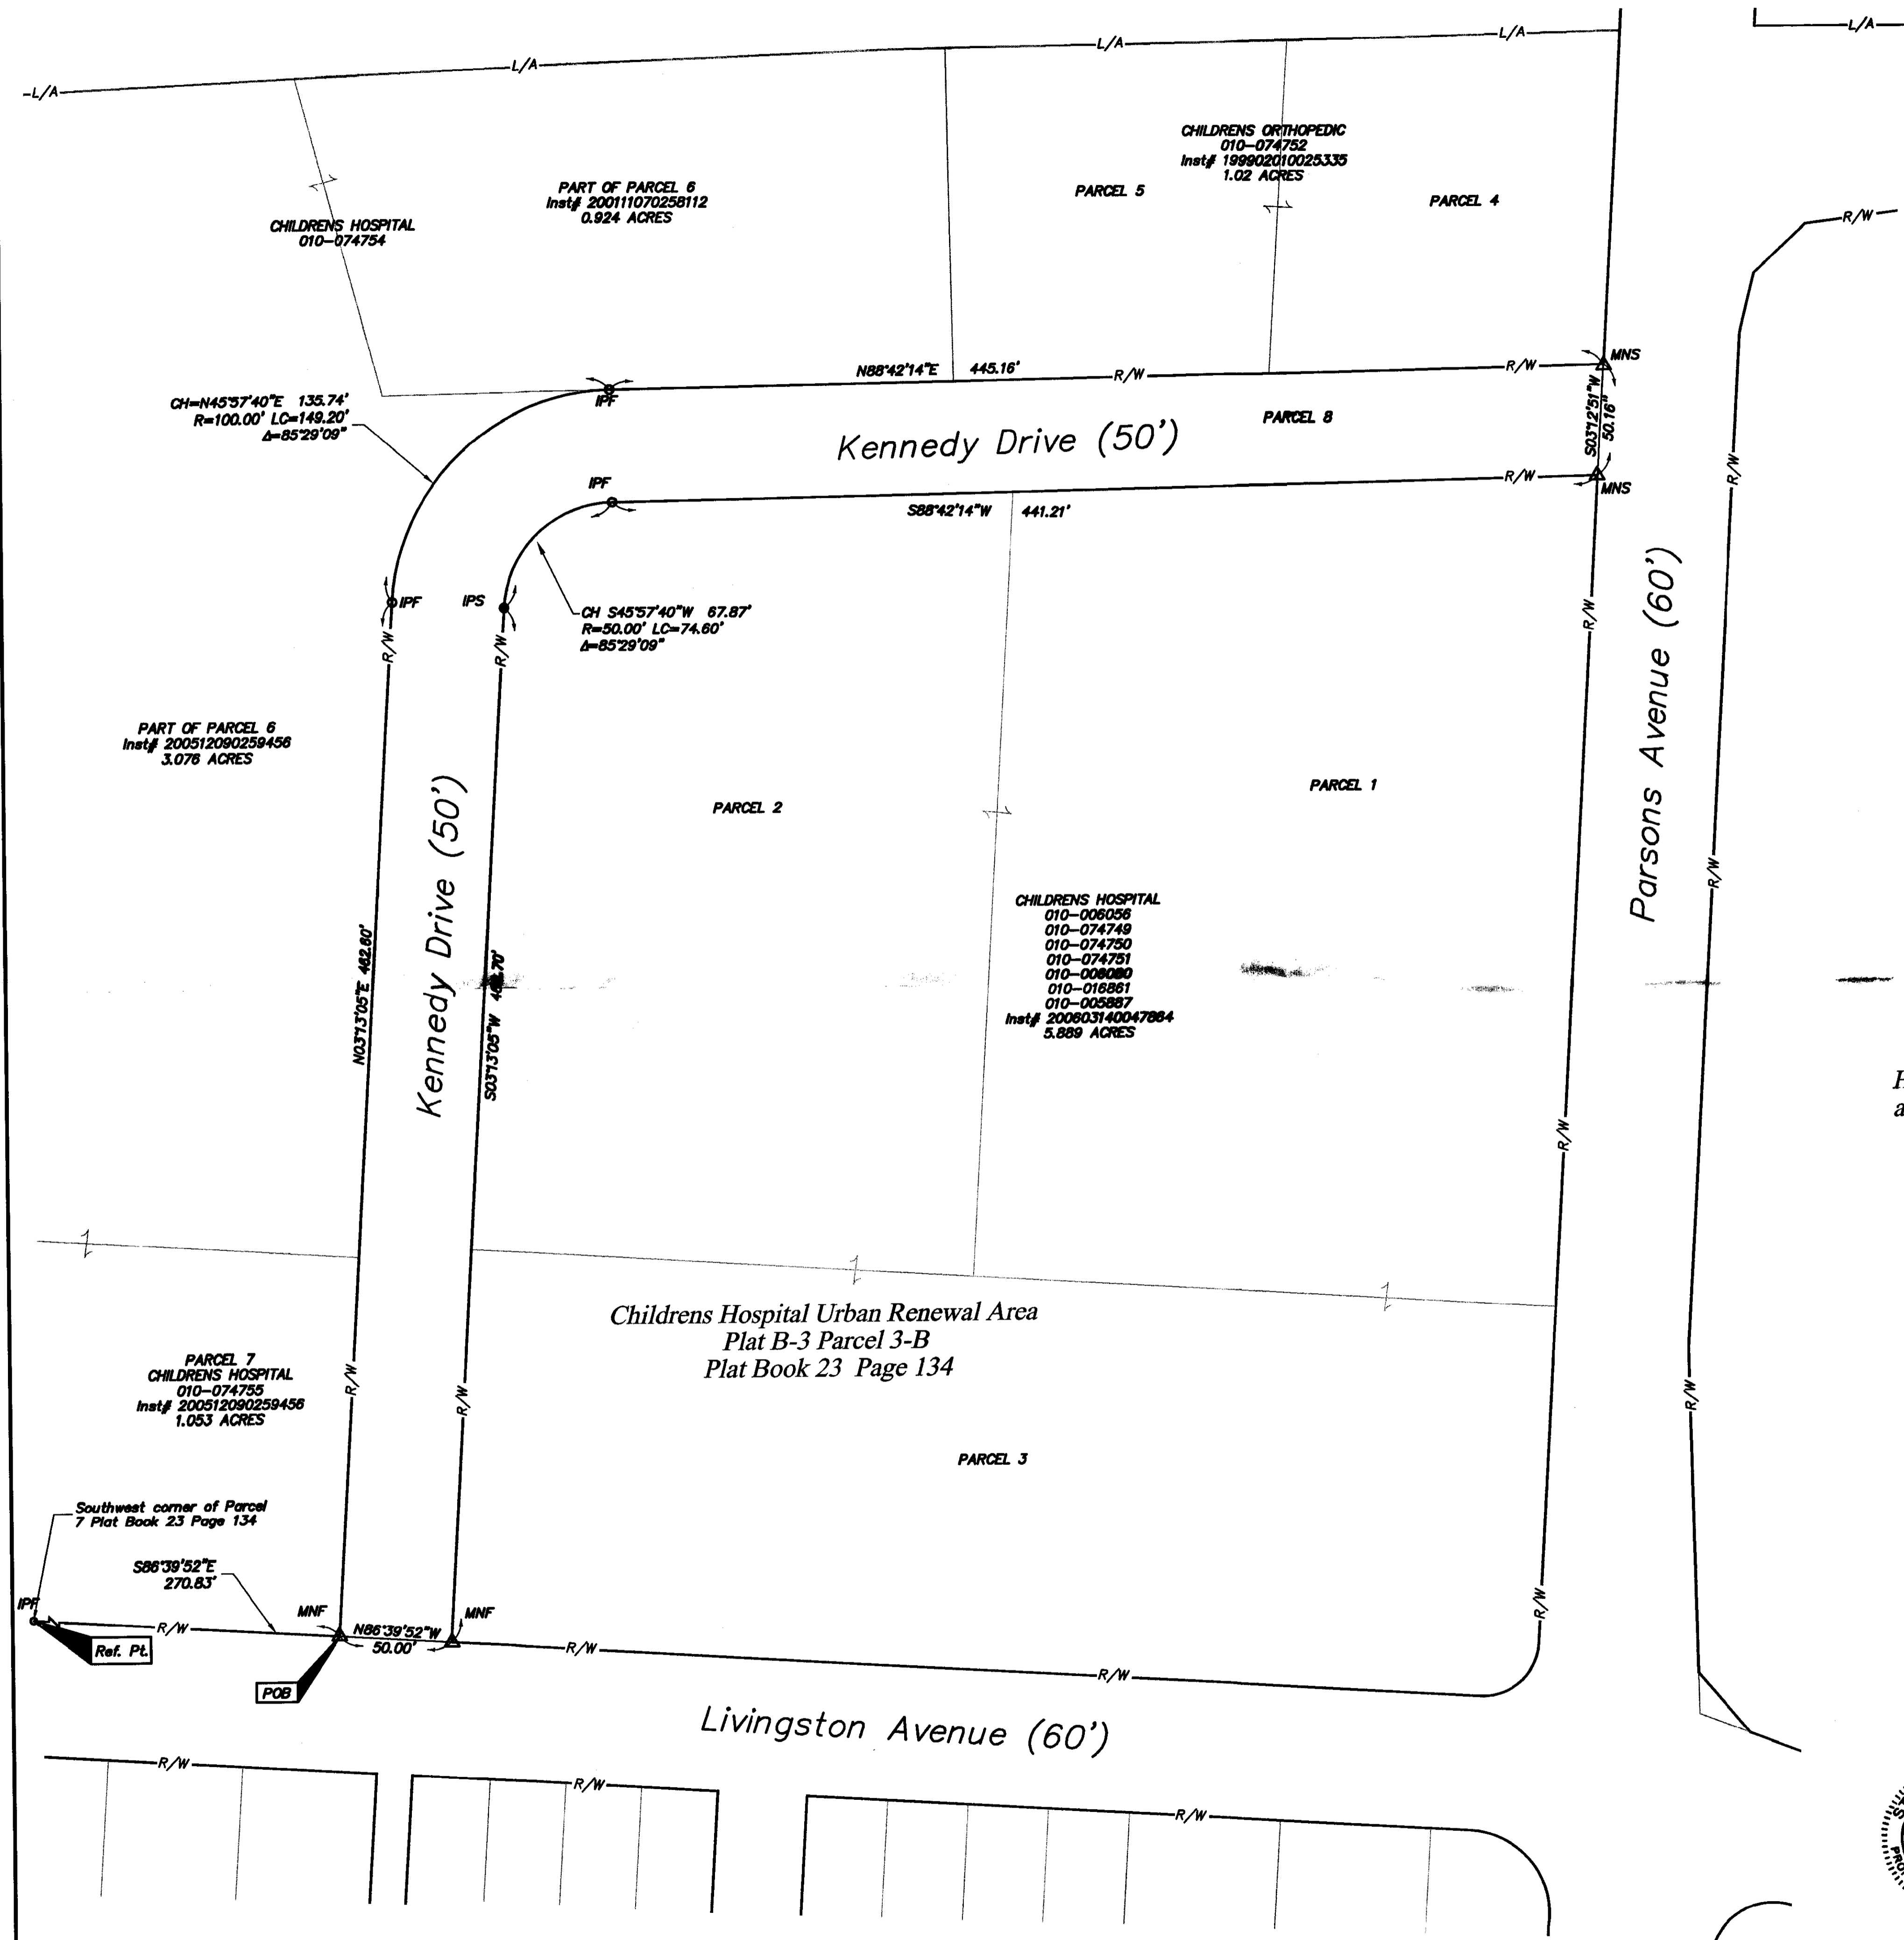 -L/A
L/A
L/A
L/A
L/A
CHILDRENS ORTHOPEDIC
010-074752
Inst# 199902010025335
1.02 ACRES
PART OF PARCEL 6
Inst# 200111070258112
0.924 ACRES
PARCEL 5
PARCEL 4
CHILDRENS HOSPITAL
010-074754
R/W
N88°42'14"E 445.16'
R/W
R/W
MNS
S03°12'51"W
50.16"
CH=N45°57'40"E 135.74'
R=100.00' LC=149.20'
Δ=85°29'09"
IPF
PARCEL 8
Kennedy Drive (50')
IPF
R/W
MNS
S88°42'14"W 441.21'
R/W
IPF
IPS
CH S45°57'40"W 67.87'
R=50.00' LC=74.60'
Δ=85°29'09"
R/W
R/W
R/W
Parsons Avenue (60')
PART OF PARCEL 6
Inst# 200512090259456
3.076 ACRES
PARCEL 2
PARCEL 1
Kennedy Drive (50')
N03°13'05"E 462.60'
S03°13'05"W
R/W
CHILDRENS HOSPITAL
010-006056
010-074749
010-074750
010-074751
010-006080
010-016861
010-005887
Inst# 200603140047864
5.889 ACRES
H
a
R/W
Childrens Hospital Urban Renewal Area
Plat B-3 Parcel 3-B
Plat Book 23 Page 134
PARCEL 7
CHILDRENS HOSPITAL
010-074755
Inst# 200512090259456
1.053 ACRES
R/W
R/W
R/W
PARCEL 3
Southwest corner of Parcel
7 Plat Book 23 Page 134
S86°39'52"E
270.83'
IPF
R/W
MNF
N86°39'52"W
50.00'
MNF
R/W
R/W
R/W
Ref. Pt.
POB
Livingston Avenue (60')
R/W
R/W
R/W